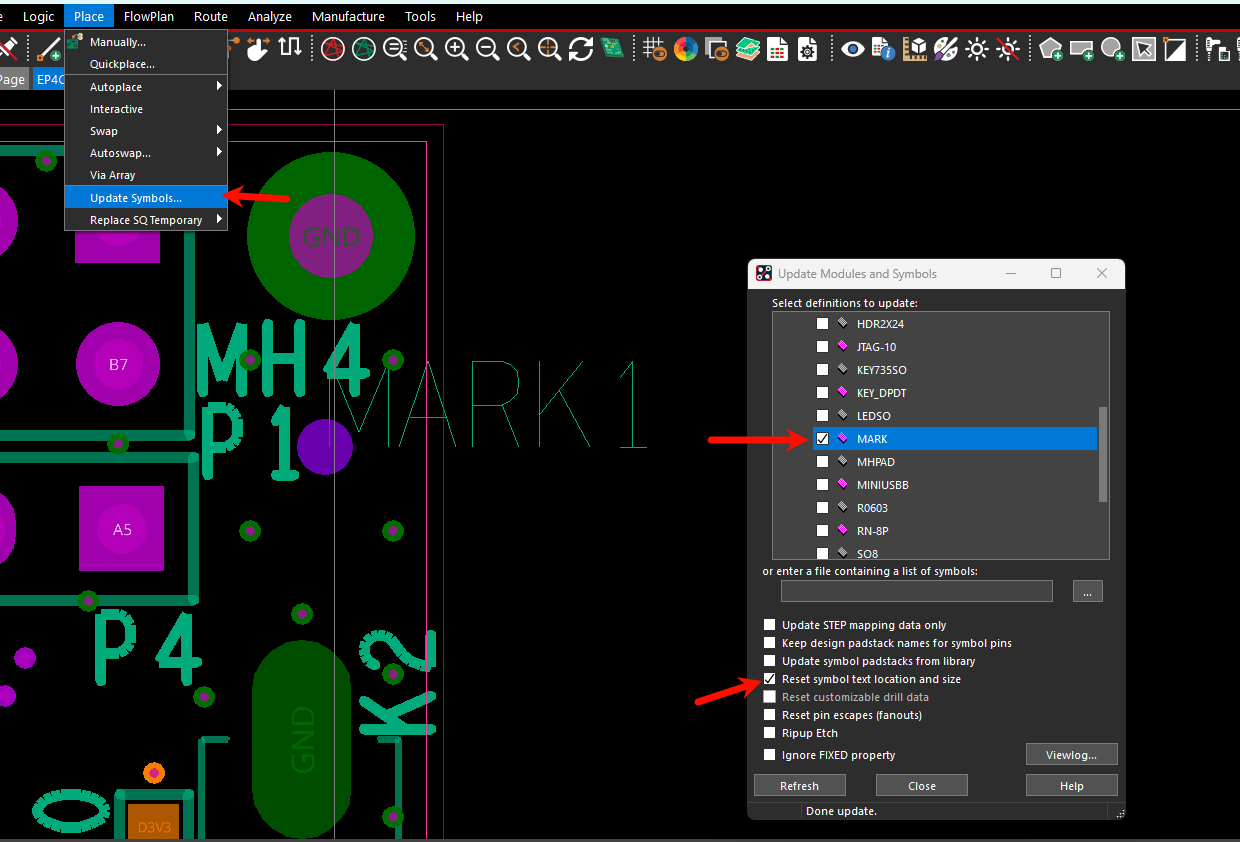 Logic Place FlowPlan Route Analyze Manufacture Tools Help
Manually...
Quickplace...
Page EP4C
Autoplace
Interactive
Swap
Autoswap...
Via Array
Update Symbols...
Replace SQ Temporary
GND
MH4
MARK1
B7
P1
A5
P4
K2
GND
D3V3
Update Modules and Symbols
Select definitions to update:
HDR2X24
JTAG-10
KEY735SO
KEY_DPDT
LEDSO
MARK
MHPAD
MINIUSBB
R0603
RN-8P
SO8
or enter a file containing a list of symbols:
...
Update STEP mapping data only
Keep design padstack names for symbol pins
Update symbol padstacks from library
Reset symbol text location and size
Reset customizable drill data
Reset pin escapes (fanouts)
Ripup Etch
Ignore FIXED property
Viewlog...
Refresh Close Help
Done update.